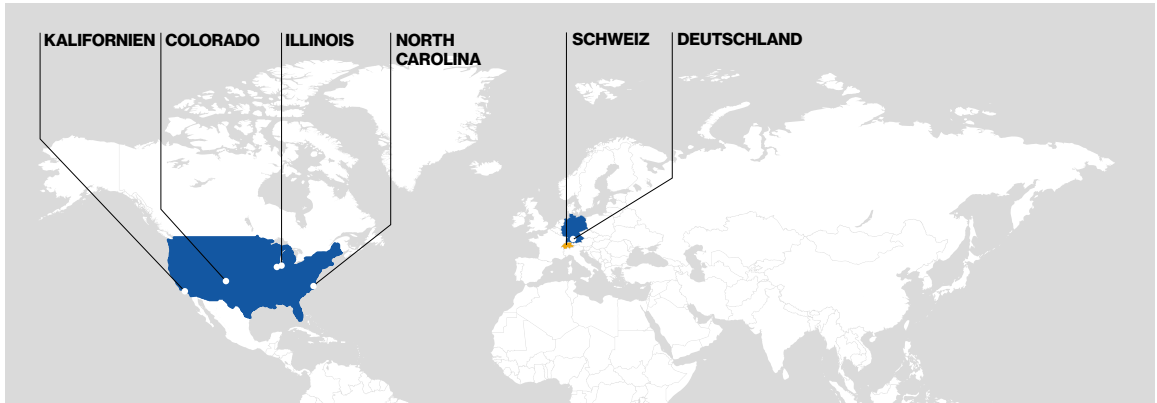 KALIFORNIEN
COLORADO
ILLINOIS
NORTH
CAROLINA
SCHWEIZ
DEUTSCHLAND